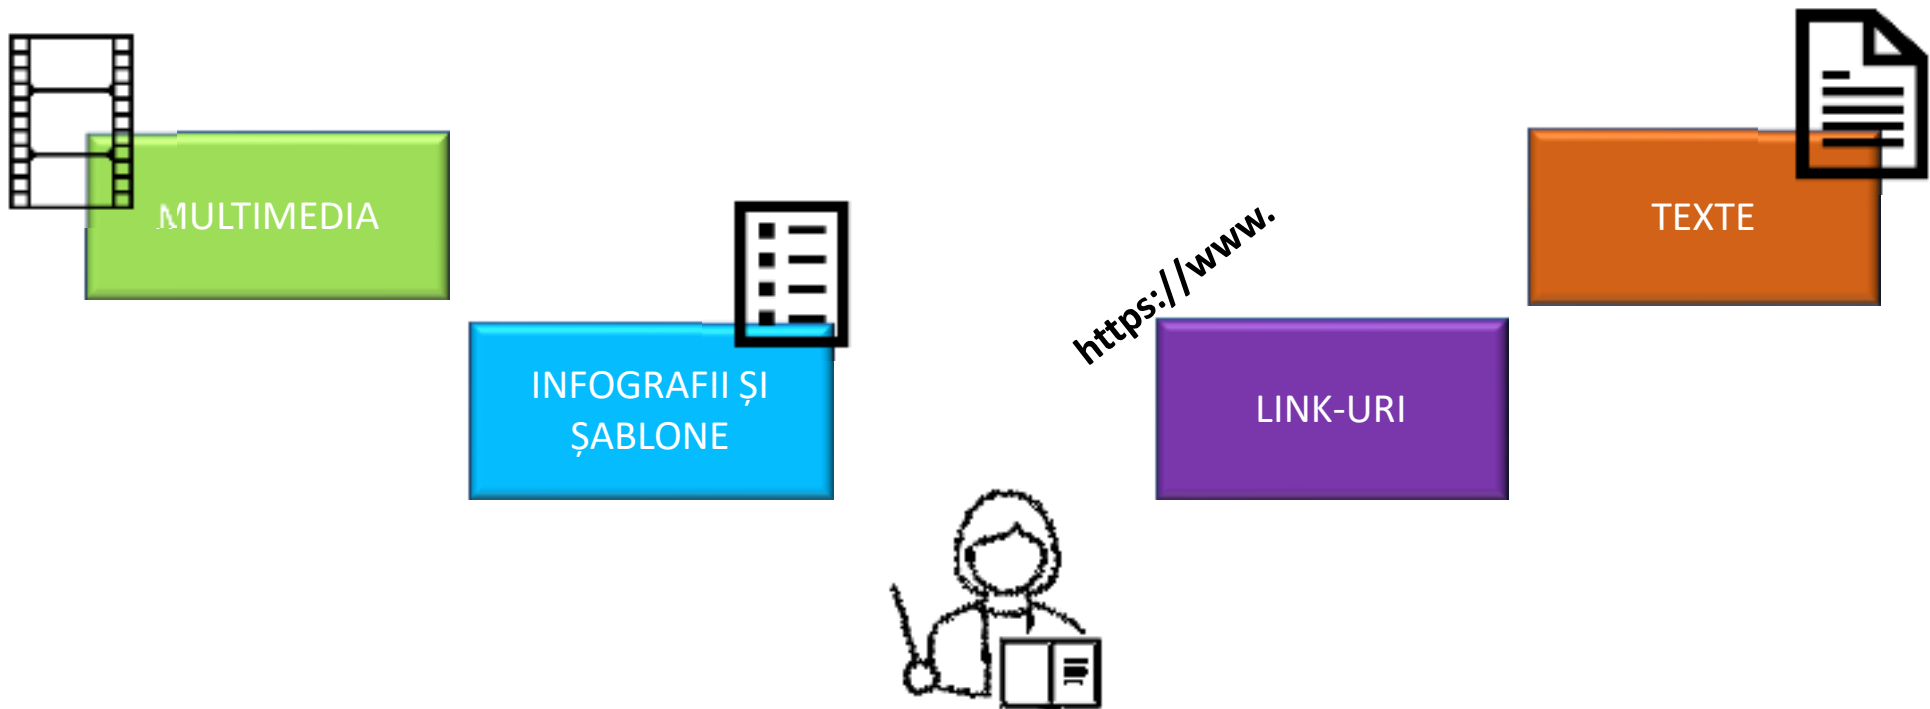 MULTIMEDIA
INFOGRAFII ȘI
ȘABLONE
https://www.
LINK-URI
TEXTE